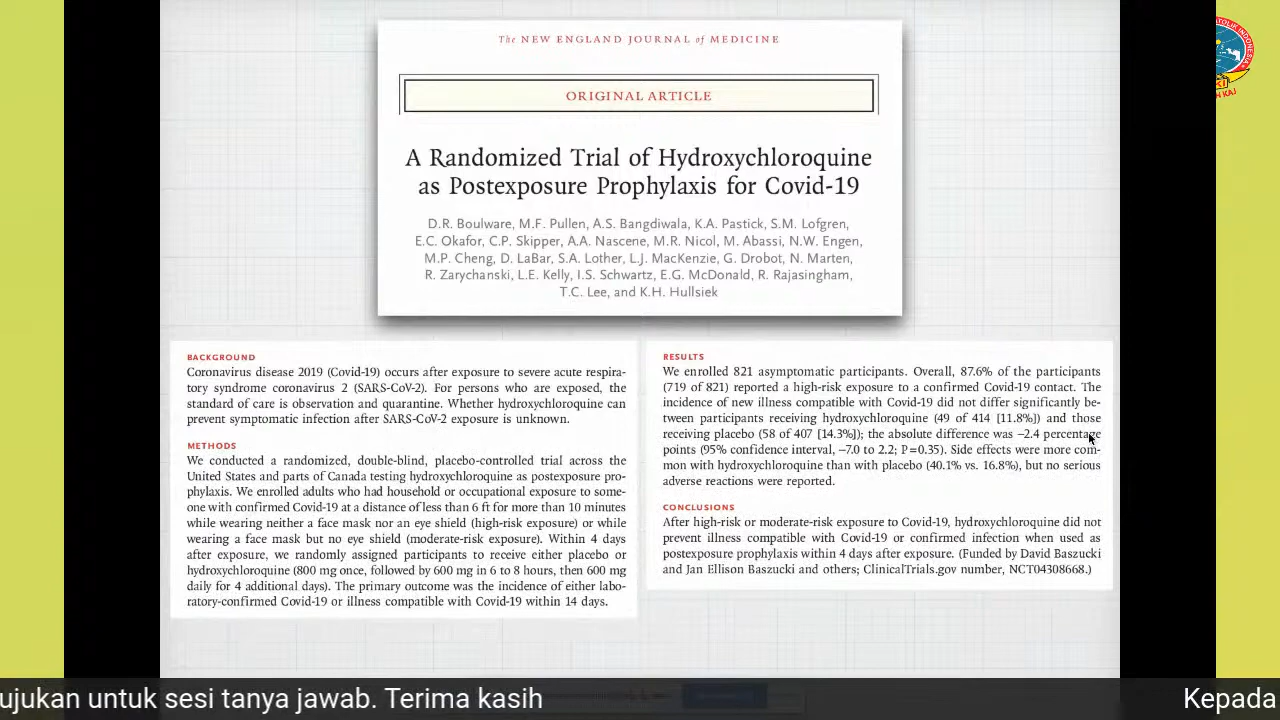 The NEW ENGLAND JOURNAL of MEDICINE
ORIGINAL ARTICLE
A Randomized Trial of Hydroxychloroquine
as Postexposure Prophylaxis for Covid-19
D.R. Boulware, M.F. Pullen, A.S. Bangdiwala, K.A. Pastick, S.M. Lofgren,
E.C. Okafor, C.P. Skipper, A.A. Nascene, M.R. Nicol, M. Abassi, N.W. Engen,
M.P. Cheng, D. LaBar, S.A. Lother, L.J. MacKenzie, G. Drobot, N. Marten,
R. Zarychanski, L.E. Kelly, I.S. Schwartz, E.G. McDonald, R. Rajasingham,
T.C. Lee, and K.H. Hullsiek
BACKGROUND
Coronavirus disease 2019 (Covid-19) occurs after exposure to severe acute respira-
tory syndrome coronavirus 2 (SARS-CoV-2). For persons who are exposed, the
standard of care is observation and quarantine. Whether hydroxychloroquine can
prevent symptomatic infection after SARS-CoV-2 exposure is unknown.
METHODS
We conducted a randomized, double-blind, placebo-controlled trial across the
United States and parts of Canada testing hydroxychloroquine as postexposure pro-
phylaxis. We enrolled adults who had household or occupational exposure to some-
one with confirmed Covid-19 at a distance of less than 6 ft for more than 10 minutes
while wearing neither a face mask nor an eye shield (high-risk exposure) or while
wearing a face mask but no eye shield (moderate-risk exposure). Within 4 days
after exposure, we randomly assigned participants to receive either placebo or
hydroxychloroquine (800 mg once, followed by 600 mg in 6 to 8 hours, then 600 mg
daily for 4 additional days). The primary outcome was the incidence of either labo-
ratory-confirmed Covid-19 or illness compatible with Covid-19 within 14 days.
RESULTS
We enrolled 821 asymptomatic participants. Overall, 87.6% of the participants
(719 of 821) reported a high-risk exposure to a confirmed Covid-19 contact. The
incidence of new illness compatible with Covid-19 did not differ significantly be-
tween participants receiving hydroxychloroquine (49 of 414 [11.8%]) and those
receiving placebo (58 of 407 [14.3%]); the absolute difference was −2.4 percentage
points (95% confidence interval, −7.0 to 2.2; P=0.35). Side effects were more com-
mon with hydroxychloroquine than with placebo (40.1% vs. 16.8%), but no serious
adverse reactions were reported.
CONCLUSIONS
After high-risk or moderate-risk exposure to Covid-19, hydroxychloroquine did not
prevent illness compatible with Covid-19 or confirmed infection when used as
postexposure prophylaxis within 4 days after exposure. (Funded by David Baszucki
and Jan Ellison Baszucki and others; ClinicalTrials.gov number, NCT04308668.)
ujukan untuk sesi tanya jawab. Terima kasih
Kepada